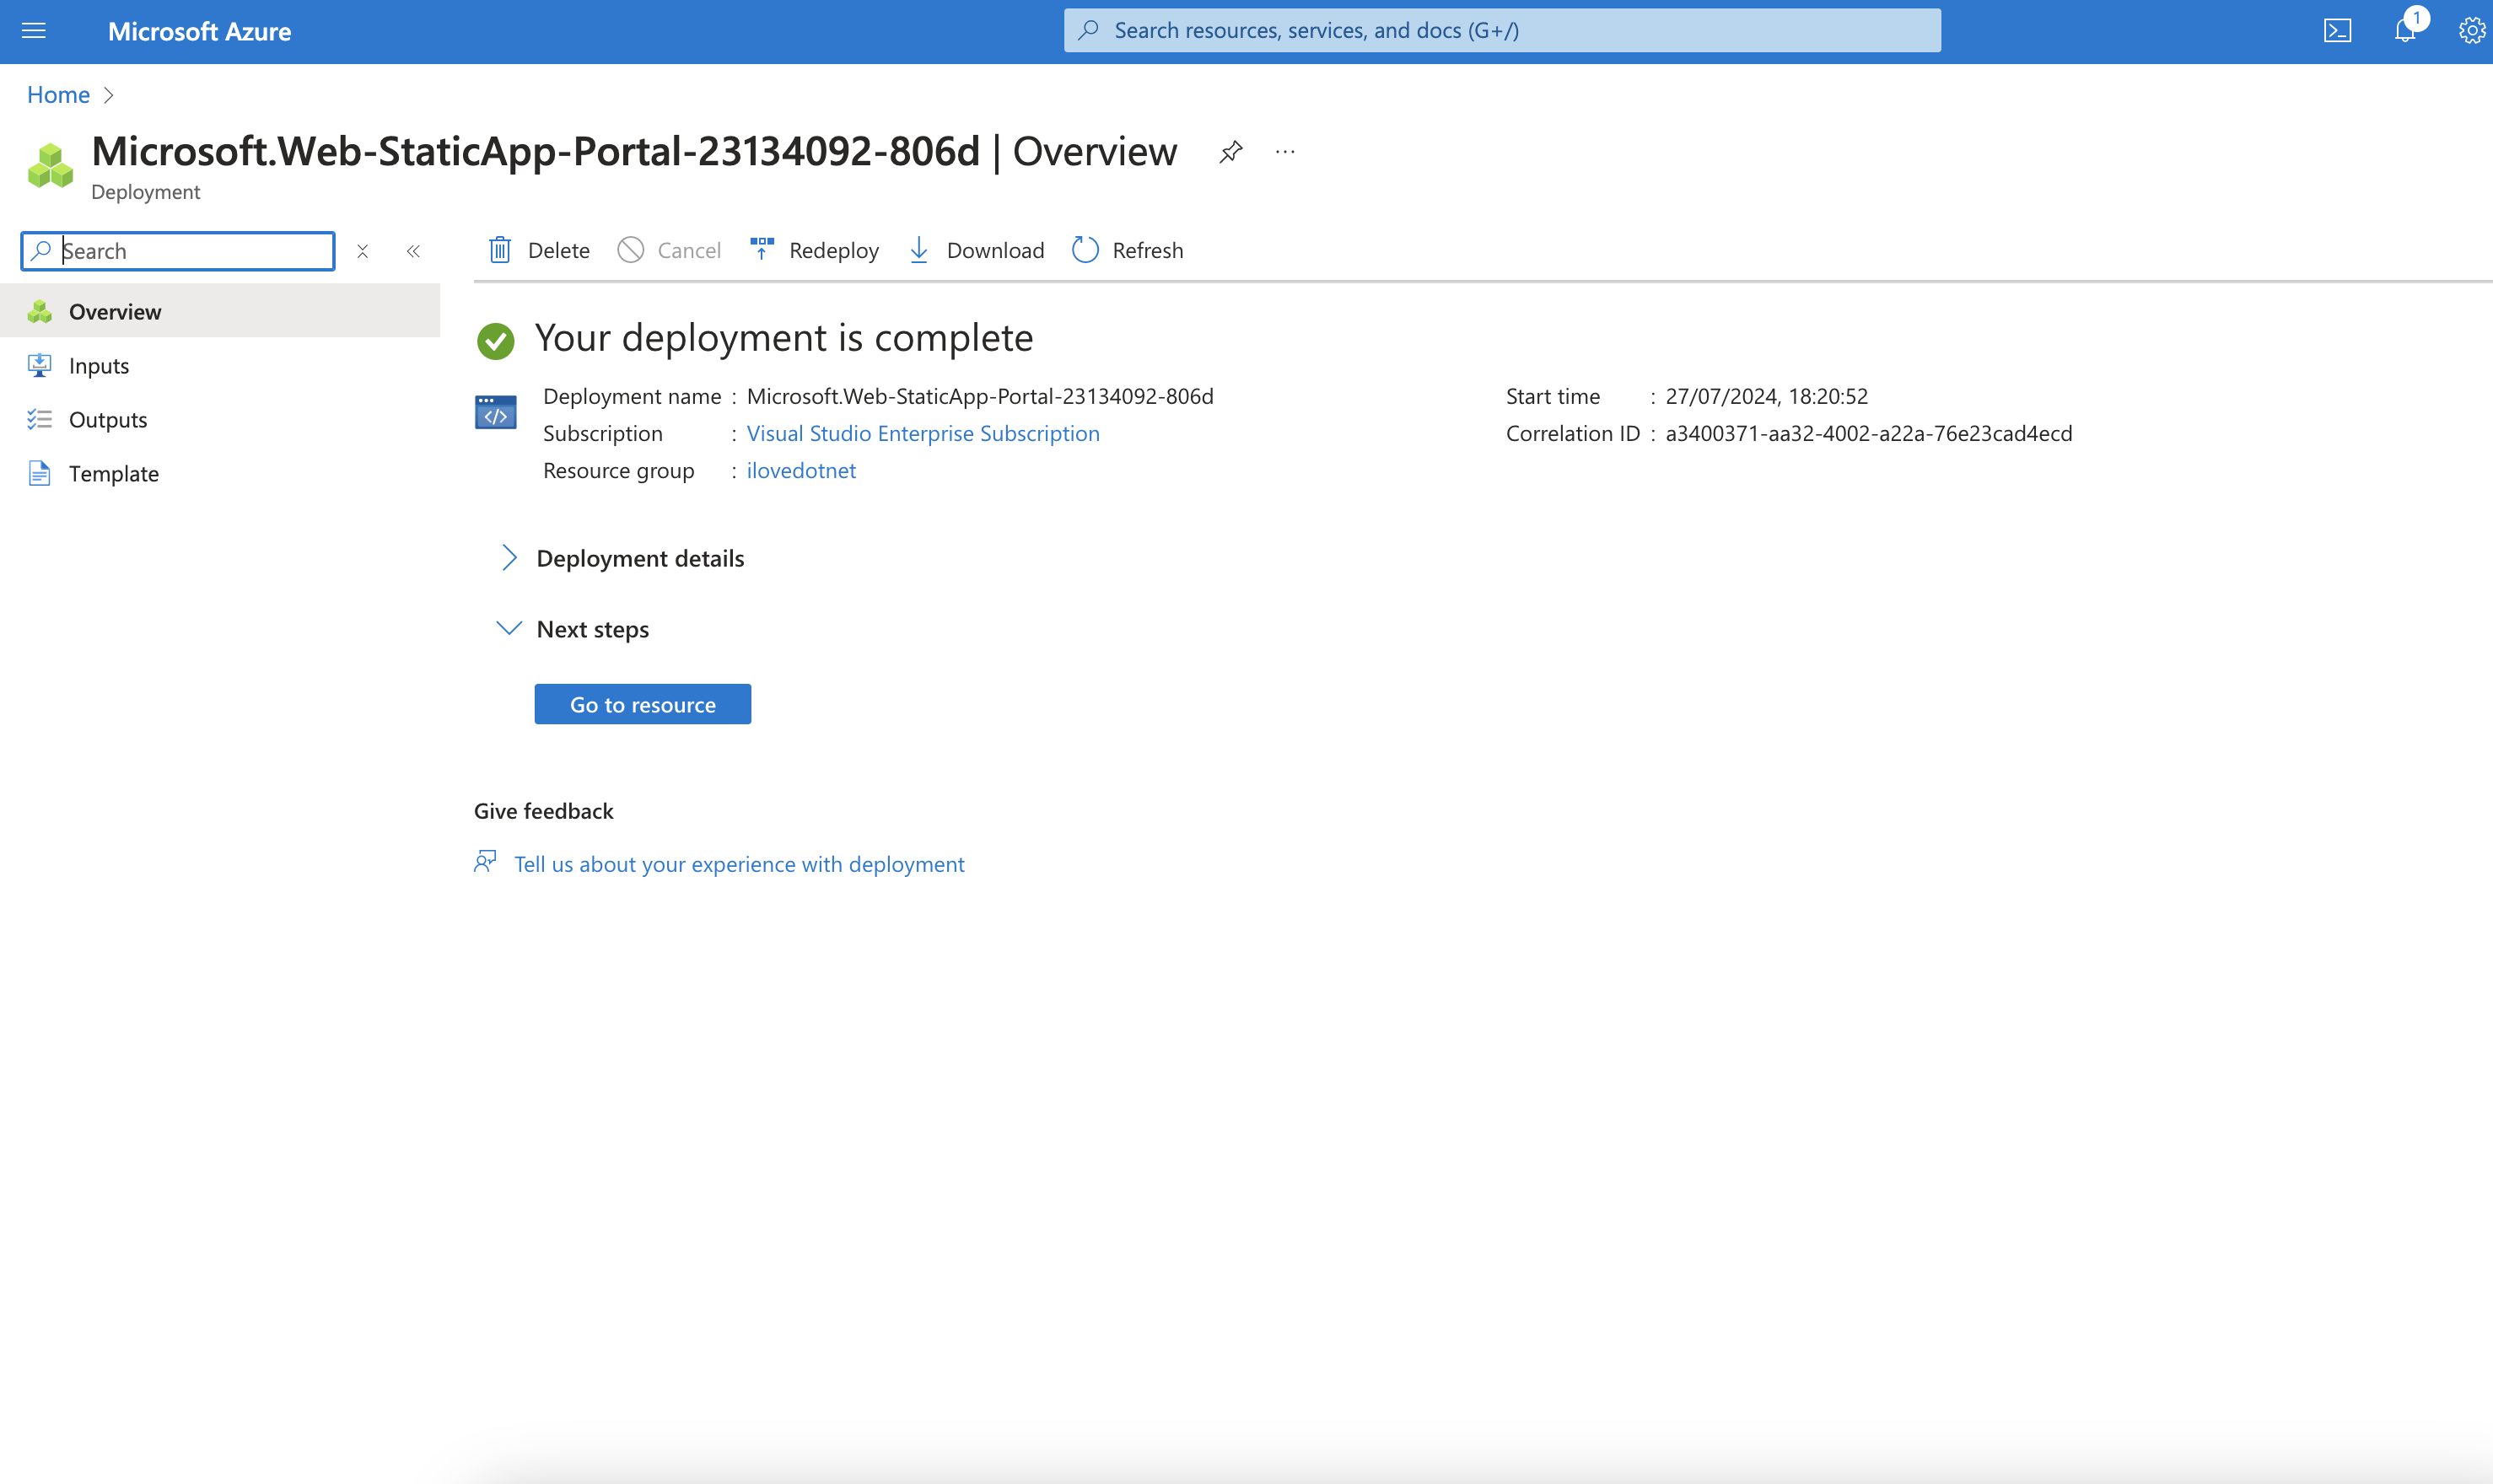 Microsoft Azure
Search resources, services, and docs (G+/)
1
Home
Microsoft.Web-StaticApp-Portal-23134092-806d | Overview
...
Deployment
Search
Delete
Cancel
Redeploy
Download
Refresh
Overview
Inputs
Outputs
Template
Your deployment is complete
Deployment name : Microsoft.Web-StaticApp-Portal-23134092-806d
Subscription : Visual Studio Enterprise Subscription
Resource group : ilovedotnet
Start time : 27/07/2024, 18:20:52
Correlation ID : a3400371-aa32-4002-a22a-76e23cad4ecd
Deployment details
Next steps
Go to resource
Give feedback
Tell us about your experience with deployment